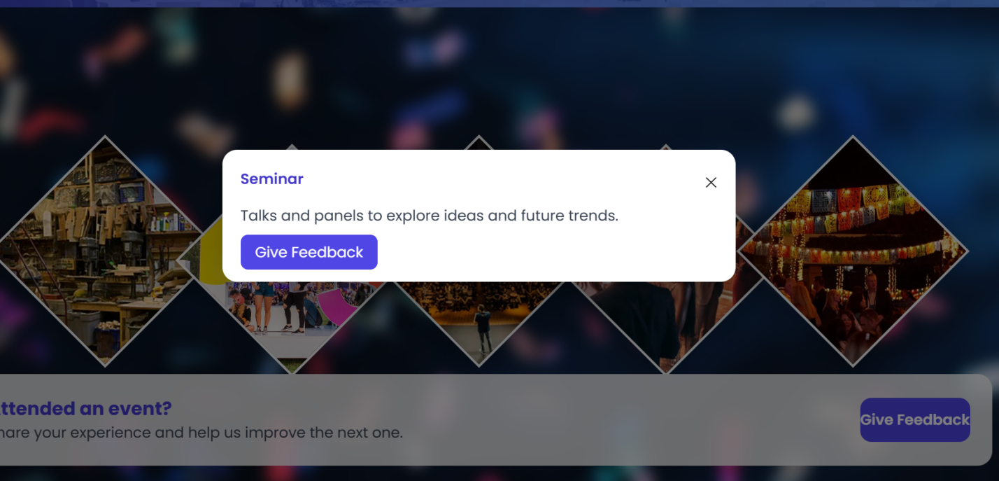 Seminar
Talks and panels to explore ideas and future trends.
Give Feedback
ttended an event?
hare your experience and help us improve the next one.
Give Feedback